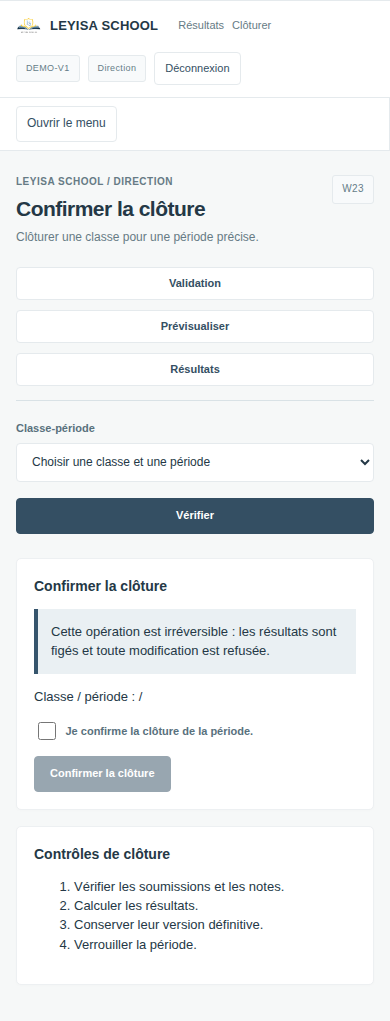 LEYISA SCHOOL
Résultats Clôturer
DEMO-V1
Direction
Déconnexion
Ouvrir le menu
LEYISA SCHOOL / DIRECTION
W23
Confirmer la clôture
Clôturer une classe pour une période précise.
Validation
Prévisualiser
Résultats
Classe-période
Choisir une classe et une période
Vérifier
Confirmer la clôture
Cette opération est irréversible : les résultats sont
figés et toute modification est refusée.
Classe / période : /
Je confirme la clôture de la période.
Confirmer la clôture
Contrôles de clôture
1. Vérifier les soumissions et les notes.
2. Calculer les résultats.
3. Conserver leur version définitive.
4. Verrouiller la période.